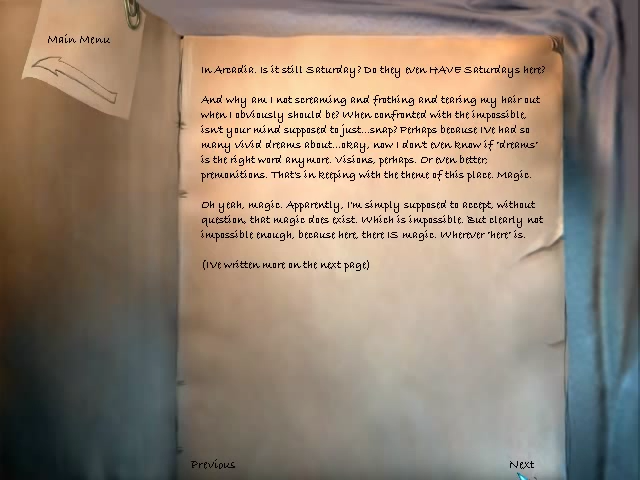 Main Menu
In Arcadia. Is it still Saturday? Do they even HAVE Saturdays here?
And why am I not screaming and frothing and tearing my hair out
when I obviously should be? When confronted with the impossible,
isn't your mind supposed to just...snap? Perhaps because I've had so
many vivid dreams about...okay, now I don't even know if "dreams"
is the right word anymore. Visions, perhaps. Or even better,
premonitions. That's in keeping with the theme of this place. Magic.
Oh yeah, magic. Apparently, I'm simply supposed to accept, without
question, that magic does exist. Which is impossible. But clearly not
impossible enough, because here, there IS magic. Wherever "here" is.
(I've written more on the next page)
Previous
Next